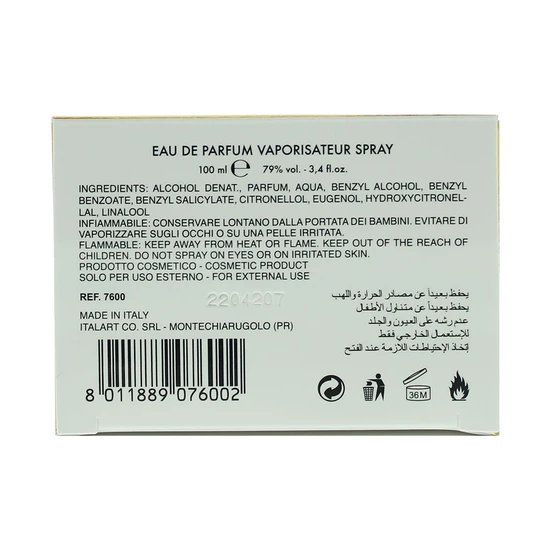 EAU DE PARFUM VAPORISATEUR SPRAY
100 ml ℮ 79% vol. - 3,4 fl.oz.
INGREDIENTS: ALCOHOL DENAT., PARFUM, AQUA, BENZYL ALCOHOL, BENZYL
BENZOATE, BENZYL SALICYLATE, CITRONELLOL, EUGENOL, HYDROXYCITRONEL-
LAL, LINALOOL
INFIAMMABILE: CONSERVARE LONTANO DALLA PORTATA DEI BAMBINI. EVITARE DI
VAPORIZZARE SUGLI OCCHI O SU UNA PELLE IRRITATA.
FLAMMABLE: KEEP AWAY FROM HEAT OR FLAME. KEEP OUT OF THE REACH OF
CHILDREN. DO NOT SPRAY ON EYES OR ON IRRITATED SKIN.
PRODOTTO COSMETICO - COSMETIC PRODUCT
SOLO PER USO ESTERNO - FOR EXTERNAL USE
REF. 7600
2204207
MADE IN ITALY
ITALART CO. SRL - MONTECHIARUGOLO (PR)
يحفظ بعيداً عن مصادر الحرارة واللهب
يحفظ بعيداً عن متناول الأطفال
عدم رشه على العيون والجلد
للإستعمال الخارجي فقط
إتخاذ الإحتياطات اللازمة عند الفتح
8 011889 076002
36M